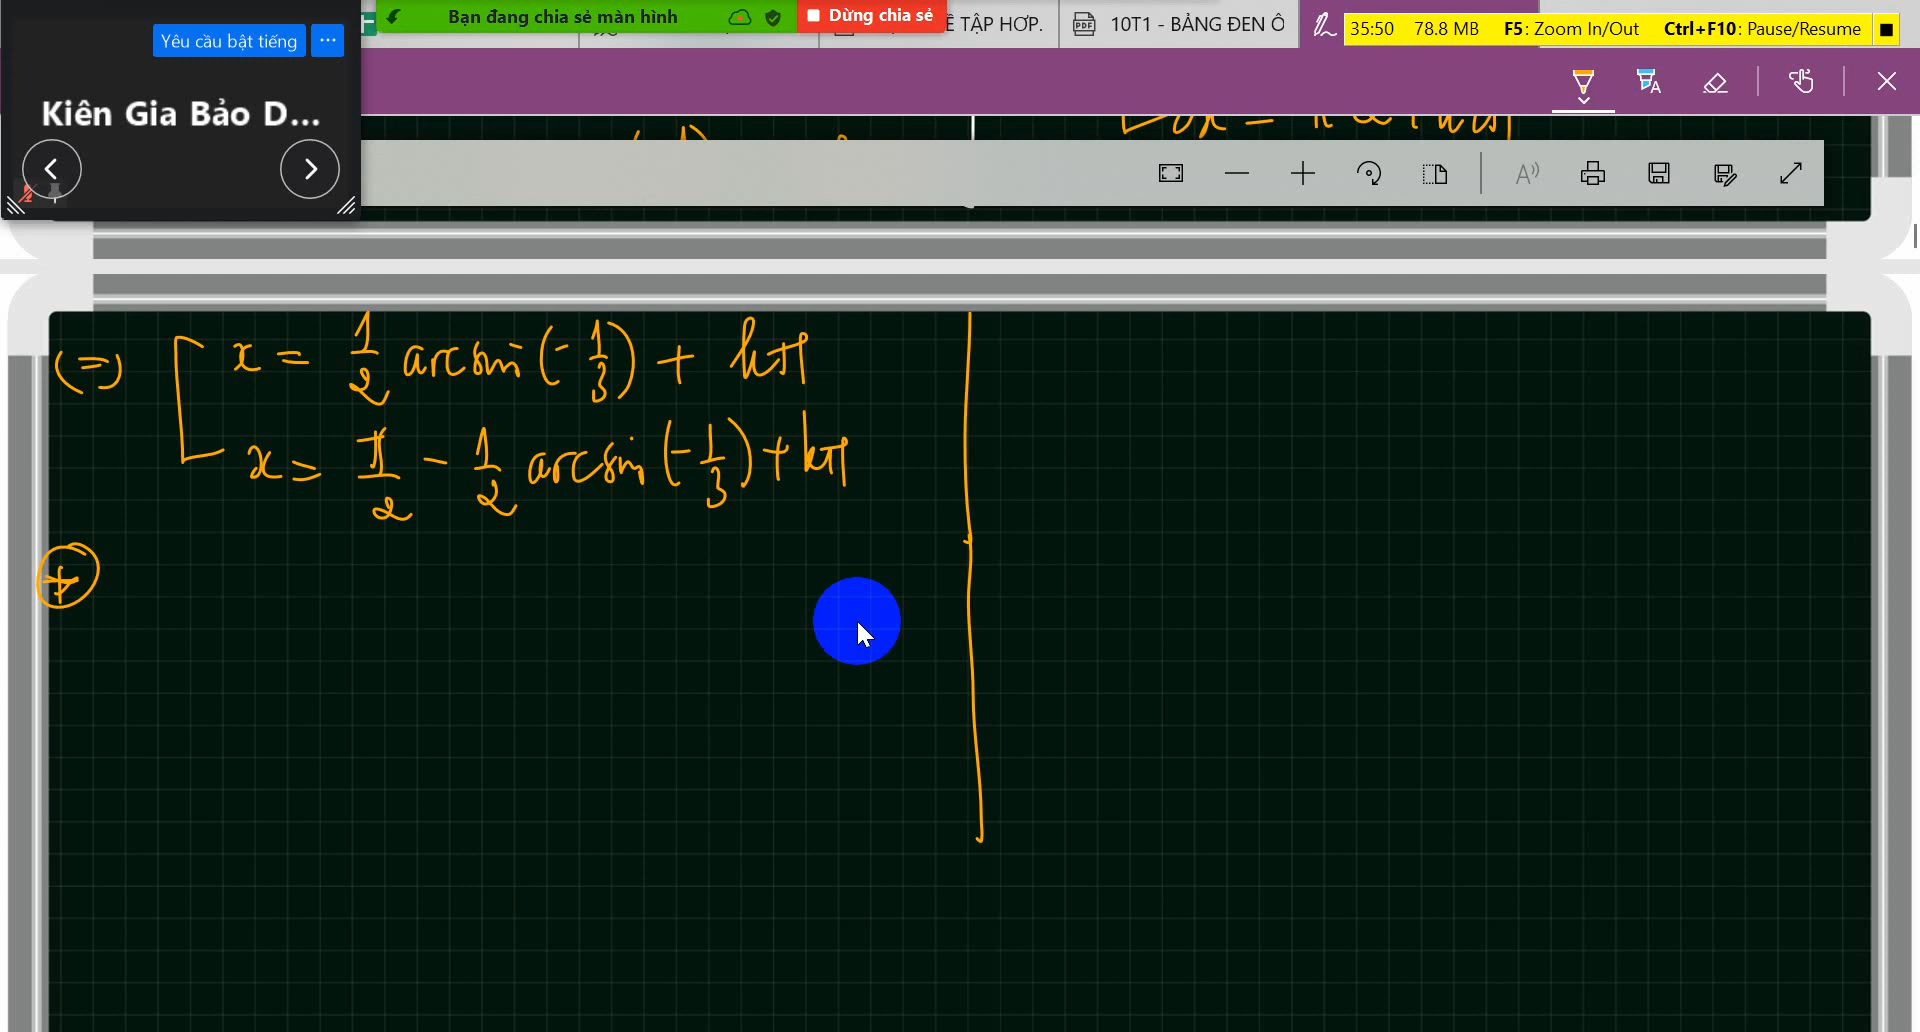 Bạn đang chia sẻ màn hình
Dừng chia sẻ
Ề TẬP HƠP.
10T1 - BẢNG ĐEN Ô
35:50 78.8 MB F5: Zoom In/Out Ctrl+F10: Pause/Resume
Yêu cầu bật tiếng ...
Kiên Gia Bảo D...
(=) x = 1/2 arcsin (-1/3) + kπ
x = π/2 - 1/2 arcsin (-1/3) + kπ
+